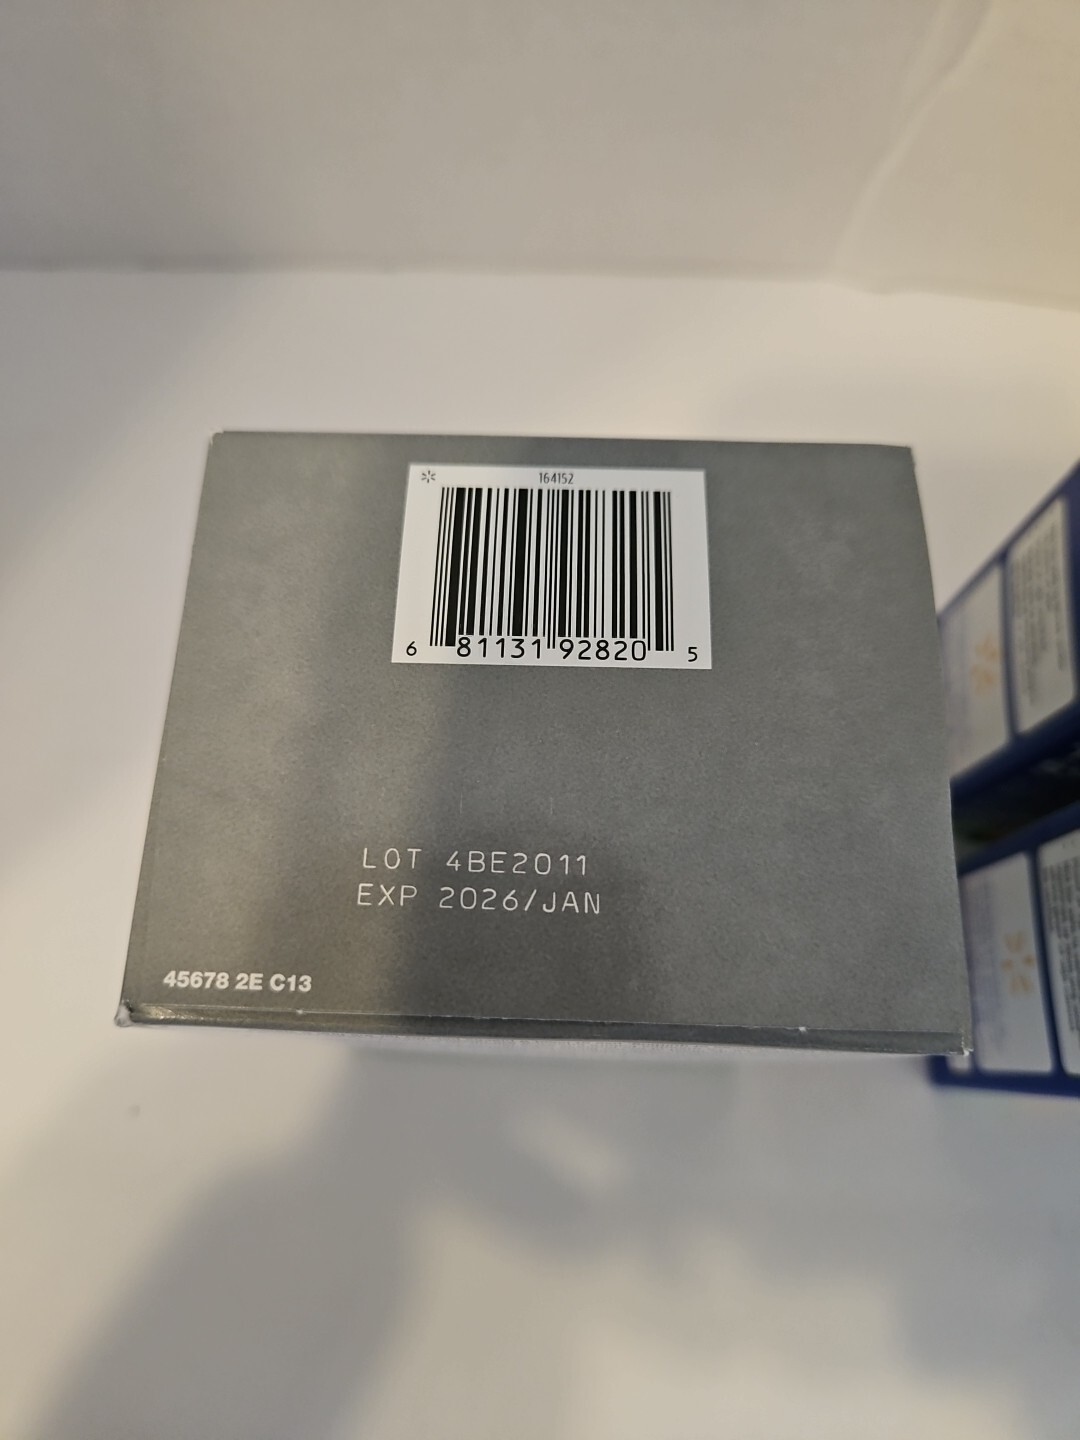 164152
6 81131 92820 5
LOT 4BE2011
EXP 2026/JAN
45678 2E C13